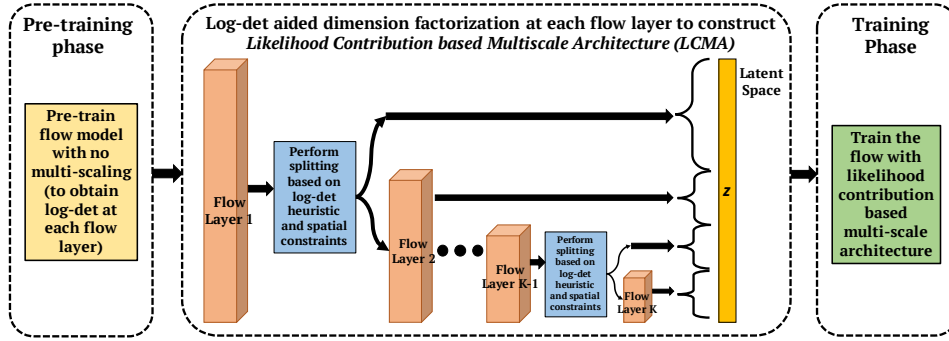 Pre-training
phase
Pre-train
flow model
with no
multi-scaling
(to obtain
log-det at
each flow
layer)
Log-det aided dimension factorization at each flow layer to construct
Likelihood Contribution based Multiscale Architecture (LCMA)
Flow
Layer 1
Perform
splitting
based on
log-det
heuristic
and spatial
constraints
Flow
Layer 2
Flow
Layer K-1
Perform
splitting
based on
log-det
heuristic
and spatial
constraints
Flow
Layer K
Latent
Space
z
Training
Phase
Train the
flow with
likelihood
contribution
based
multi-scale
architecture